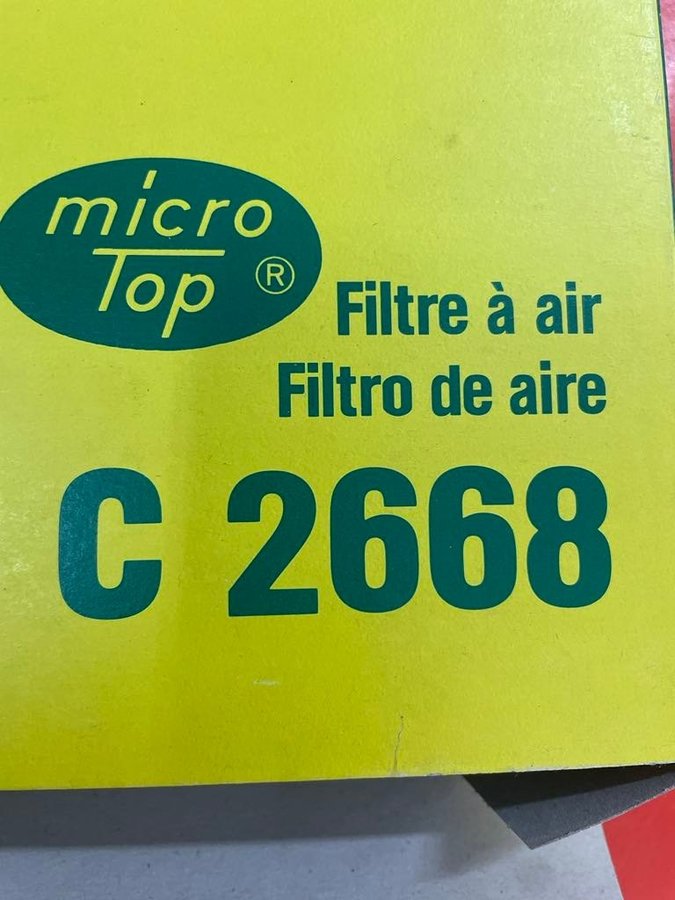 micro
Top ®
Filtre à air
Filtro de aire
C 2668